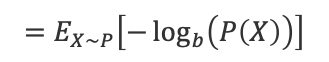 = E_{X~P}[−log_b(P(X))]